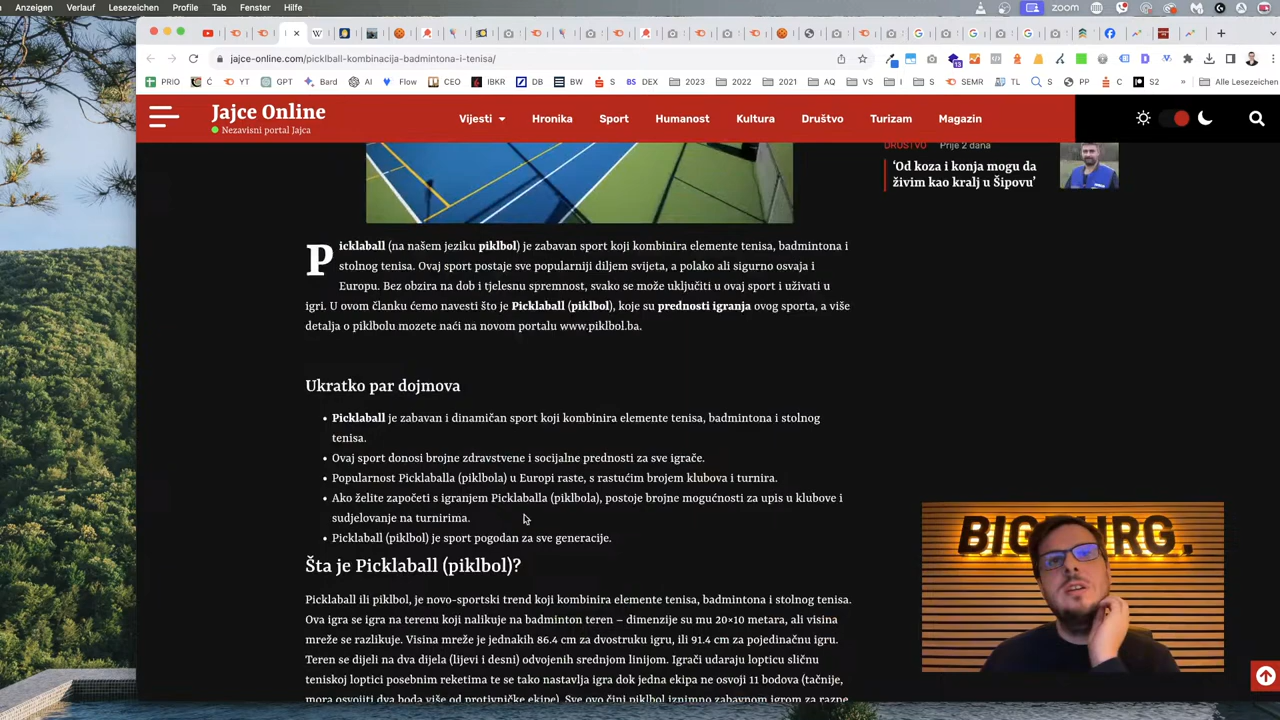 Anzeigen Verlauf Lesezeichen Profile Tab Fenster Hilfe zoom
jajce-online.com/picklball-kombinacija-badmintona-i-tenisa/
PRIO Ć YT GPT Bard AI Flow CEO IBKR DB BW S DEX 2023 2022 2021 AQ VS I SEMR TL S PP C S2 » Alle Lesezeichen
Jajce Online
Nezavisni portal Jajca
Vijesti Hronika Sport Humanost Kultura Društvo Turizam Magazin
DRUŠTVO Prije 2 dana
‘Od koza i konja mogu da
živim kao kralj u Šipovu’
Picklaball (na našem jeziku piklbol) je zabavan sport koji kombinira elemente tenisa, badmintona i
stolnog tenisa. Ovaj sport postaje sve popularniji diljem svijeta, a polako ali sigurno osvaja i
Europu. Bez obzira na dob i tjelesnu spremnost, svako se može uključiti u ovaj sport i uživati u
igri. U ovom članku ćemo navesti što je Picklaball (piklbol), koje su prednosti igranja ovog sporta, a više
detalja o piklbolu mozete naći na novom portalu www.piklbol.ba.
Ukratko par dojmova
• Picklaball je zabavan i dinamičan sport koji kombinira elemente tenisa, badmintona i stolnog
tenisa.
• Ovaj sport donosi brojne zdravstvene i socijalne prednosti za sve igrače.
• Popularnost Picklaballa (piklbola) u Europi raste, s rastućim brojem klubova i turnira.
• Ako želite započeti s igranjem Picklaballa (piklbola), postoje brojne mogućnosti za upis u klubove i
sudjelovanje na turnirima.
• Picklaball (piklbol) je sport pogodan za sve generacije.
Šta je Picklaball (piklbol)?
Picklaball ili piklbol, je novo-sportski trend koji kombinira elemente tenisa, badmintona i stolnog tenisa.
Ova igra se igra na terenu koji nalikuje na badminton teren – dimenzije su mu 20×10 metara, ali visina
mreže se razlikuje. Visina mreže je jednakih 86.4 cm za dvostruku igru, ili 91.4 cm za pojedinačnu igru.
Teren se dijeli na dva dijela (lijevi i desni) odvojenih srednjom linijom. Igrači udaraju lopticu sličnu
teniskoj loptici posebnim reketima te se tako nastavlja igra dok jedna ekipa ne osvoji 11 bodova (tačnije,
mora osvojiti dva boda više od protivničke ekipe). Sve ovo čini piklbol iznimno zabavnom igrom za razne